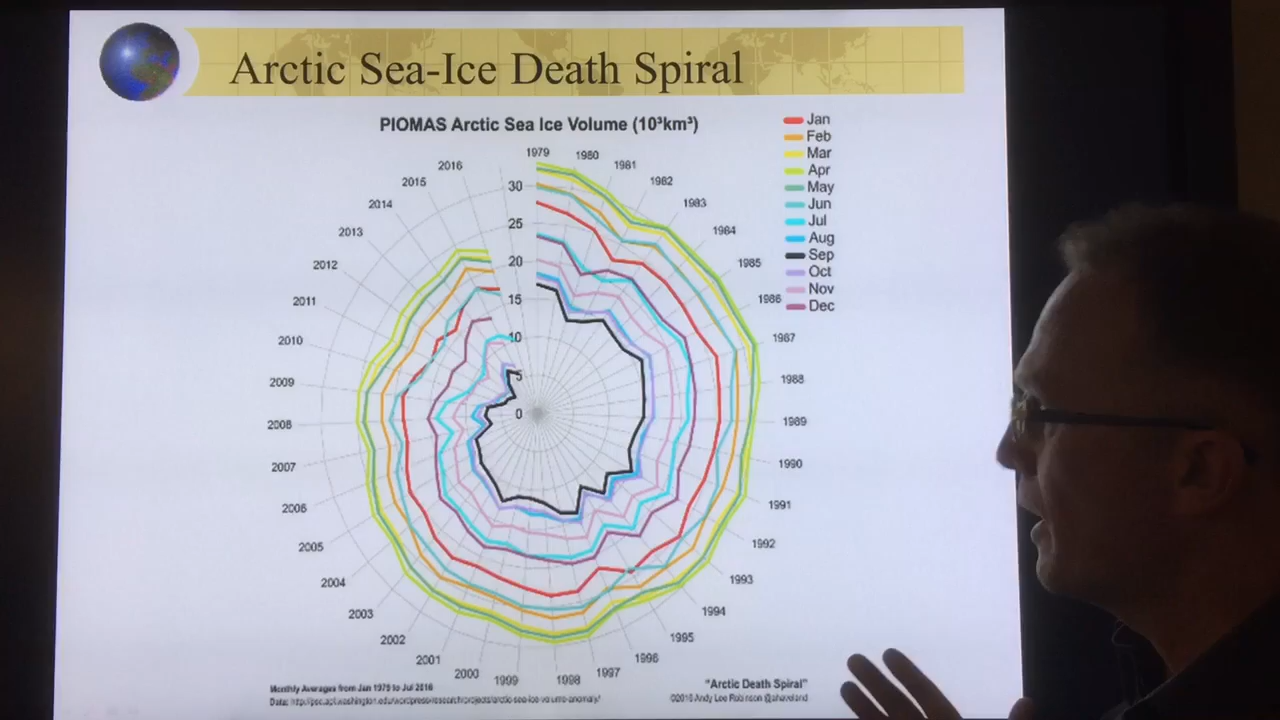 Arctic Sea-Ice Death Spiral
PIOMAS Arctic Sea Ice Volume (10³km³)
Jan
Feb
Mar
Apr
May
Jun
Jul
Aug
Sep
Oct
Nov
Dec
1979
1980
1981
1982
1983
1984
1985
1986
1987
1988
1989
1990
1991
1992
1993
1994
1995
1996
1997
1998
1999
2000
2001
2002
2003
2004
2005
2006
2007
2008
2009
2010
2011
2012
2013
2014
2015
2016
30
25
20
15
10
5
0
Monthly Averages from Jan 1979 to Jul 2016
"Arctic Death Spiral"
©2016 Andy Lee Robinson @ahaveland